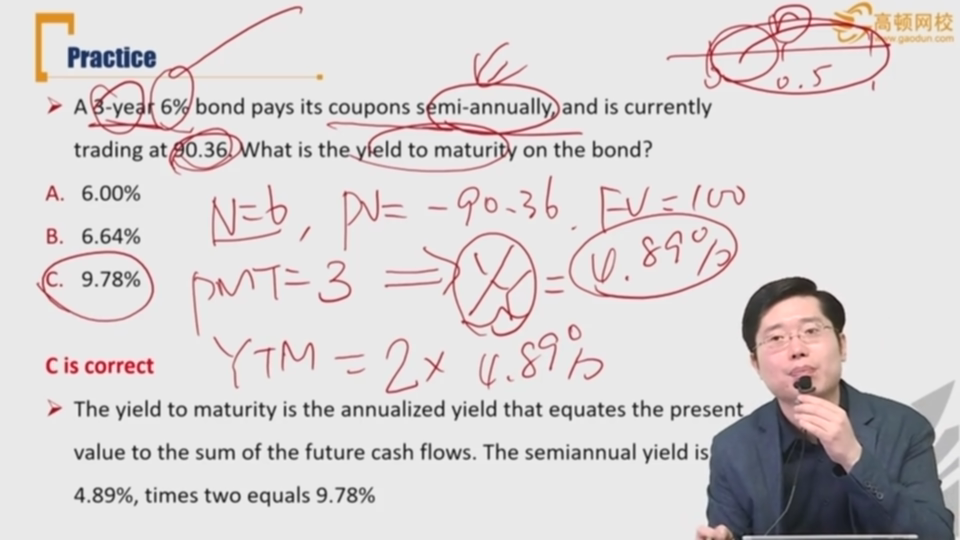 Practice
高顿网校
www.gaodun.com
0.5
A 3-year 6% bond pays its coupons semi-annually, and is currently
trading at 90.36. What is the yield to maturity on the bond?
A. 6.00%
B. 6.64%
C. 9.78%
N=6, PV= -90.36. FV=100
PMT=3 ⇒ I/Y = 4.89%
YTM = 2× 4.89%
C is correct
The yield to maturity is the annualized yield that equates the present
value to the sum of the future cash flows. The semiannual yield is
4.89%, times two equals 9.78%